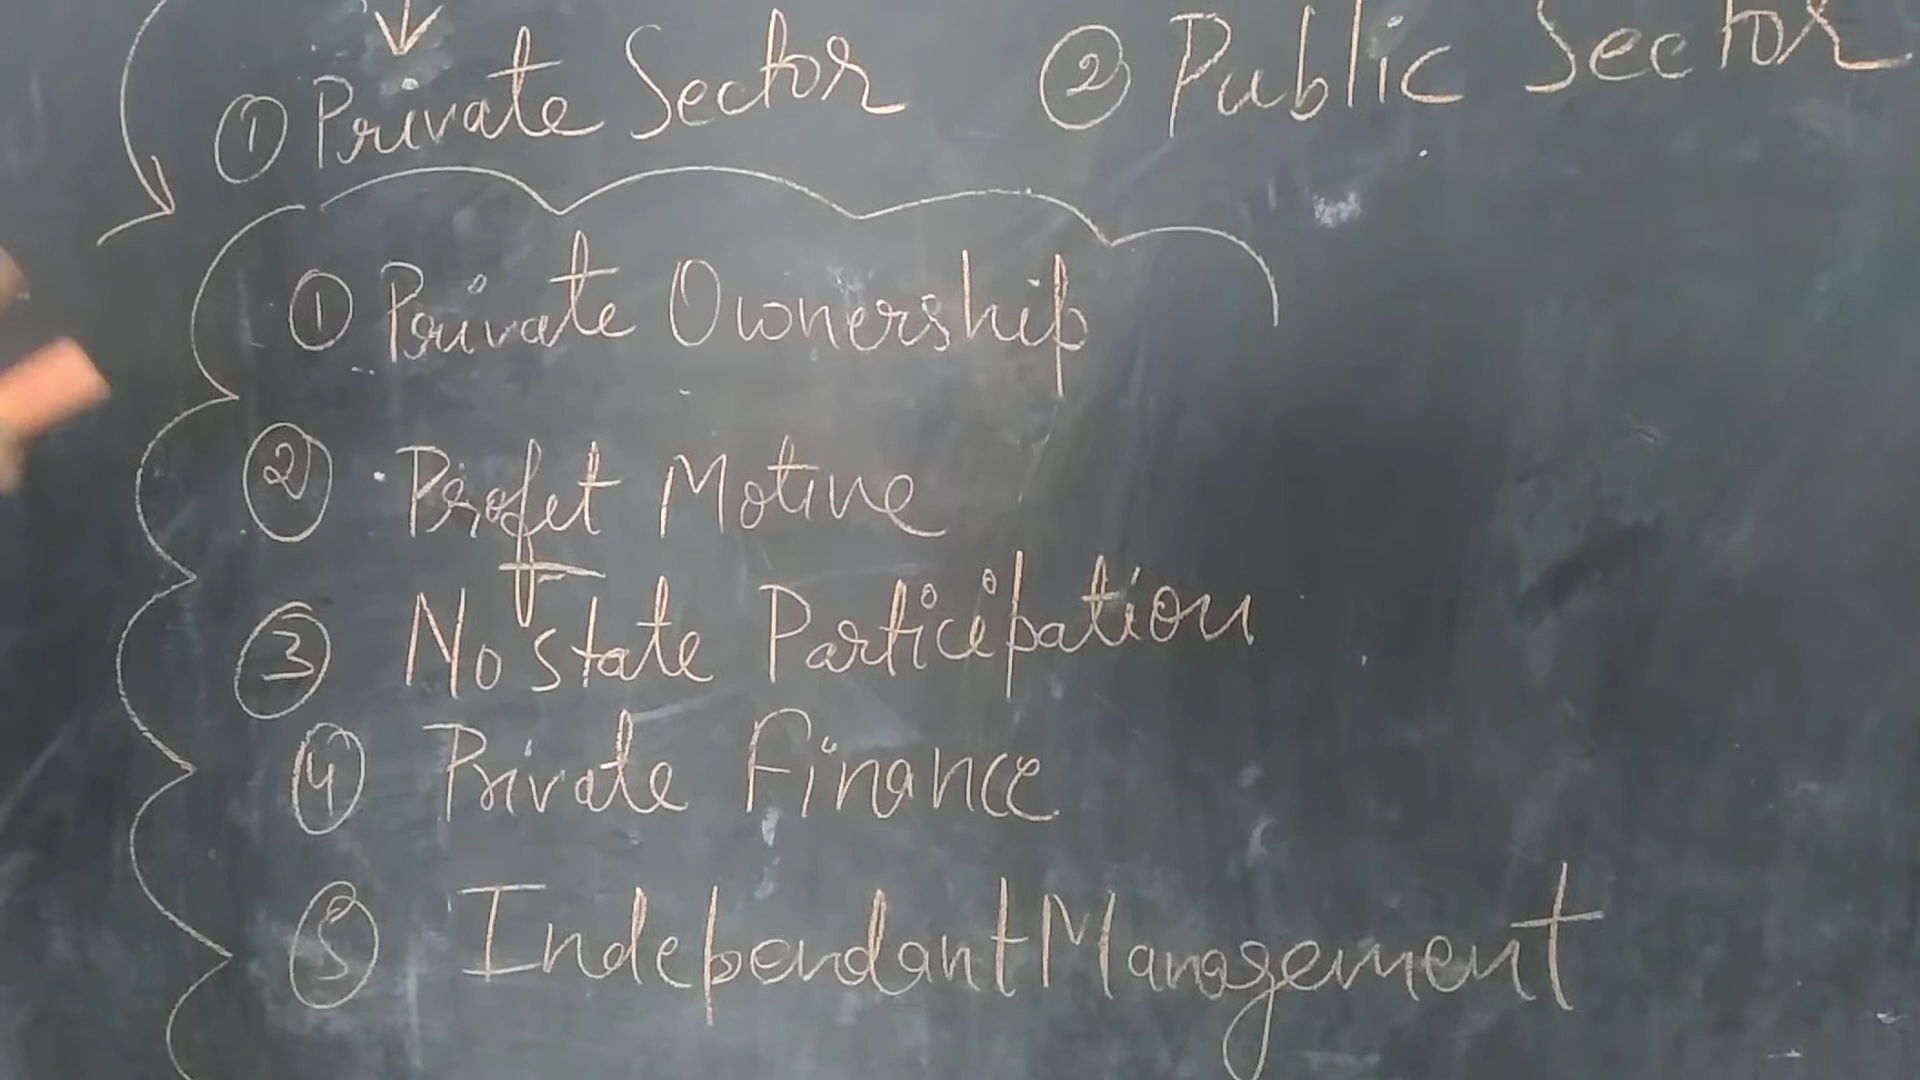 ① Private Sector ② Public Sector
① Private Ownership
② Profit Motive
③ No State Participation
④ Private Finance
⑤ Independant Management